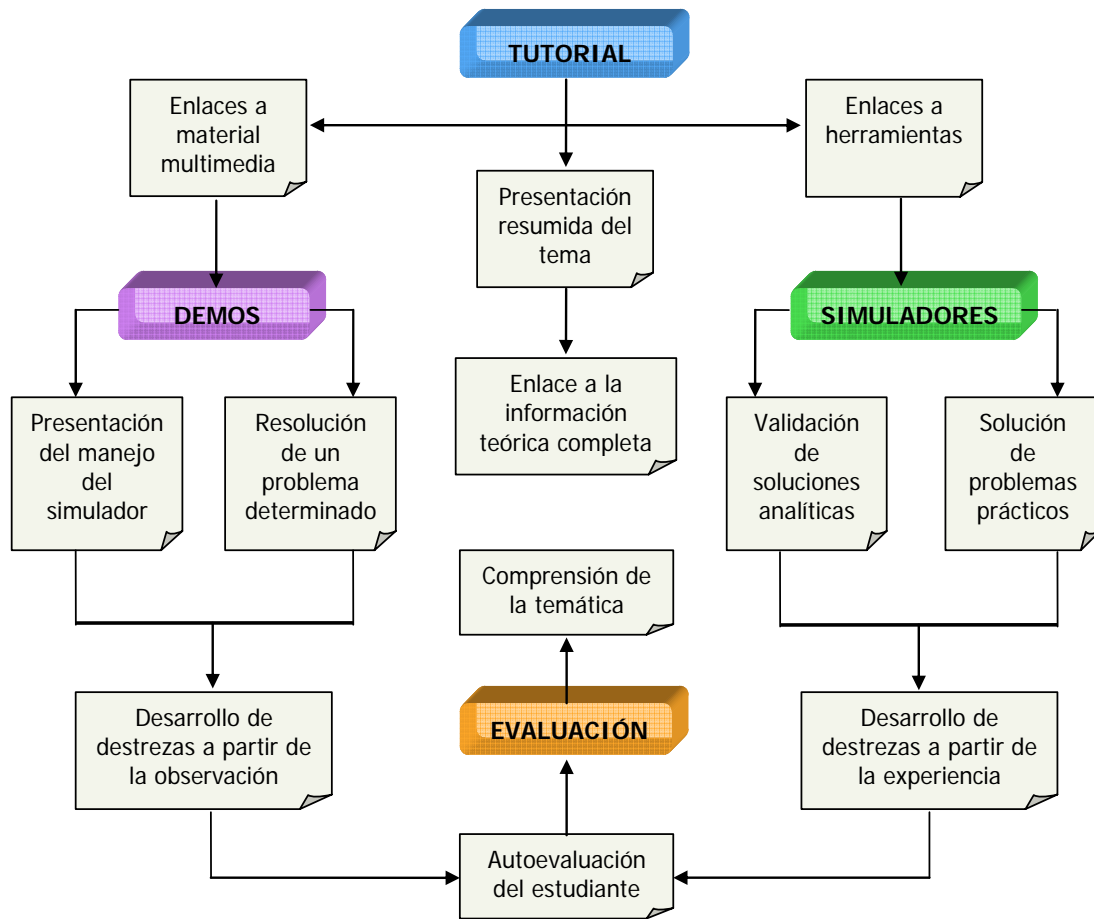 TUTORIAL
Enlaces a
material
multimedia
Enlaces a
herramientas
Presentación
resumida del
tema
DEMOS
SIMULADORES
Enlace a la
información
teórica completa
Presentación
del manejo
del
simulador
Resolución
de un
problema
determinado
Validación
de
soluciones
analíticas
Solución
de
problemas
prácticos
Comprensión de
la temática
Desarrollo de
destrezas a partir de
la observación
EVALUACIÓN
Desarrollo de
destrezas a partir de
la experiencia
Autoevaluación
del estudiante